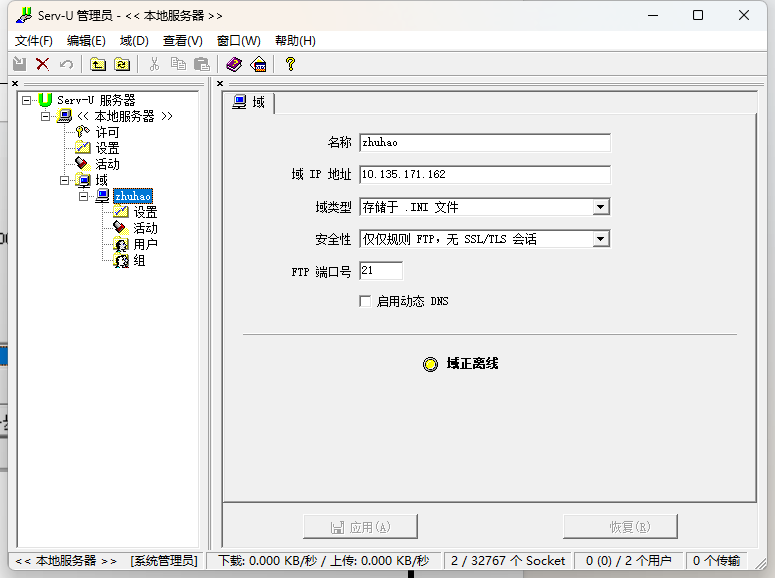 Serv-U 管理员 - << 本地服务器 >>
文件(F) 编辑(E) 域(D) 查看(V) 窗口(W) 帮助(H)
Serv-U 服务器
<< 本地服务器 >>
许可
设置
活动
域
zhuhao
设置
活动
用户
组
域
名称 zhuhao
域 IP 地址 10.135.171.162
域类型 存储于 .INI 文件
安全性 仅仅规则 FTP，无 SSL/TLS 会话
FTP 端口号 21
启用动态 DNS
域正离线
应用(A) 恢复(R)
<< 本地服务器 >> [系统管理员] 下载: 0.000 KB/秒 / 上传: 0.000 KB/秒 2 / 32767 个 Socket 0 (0) / 2 个用户 0 个传输